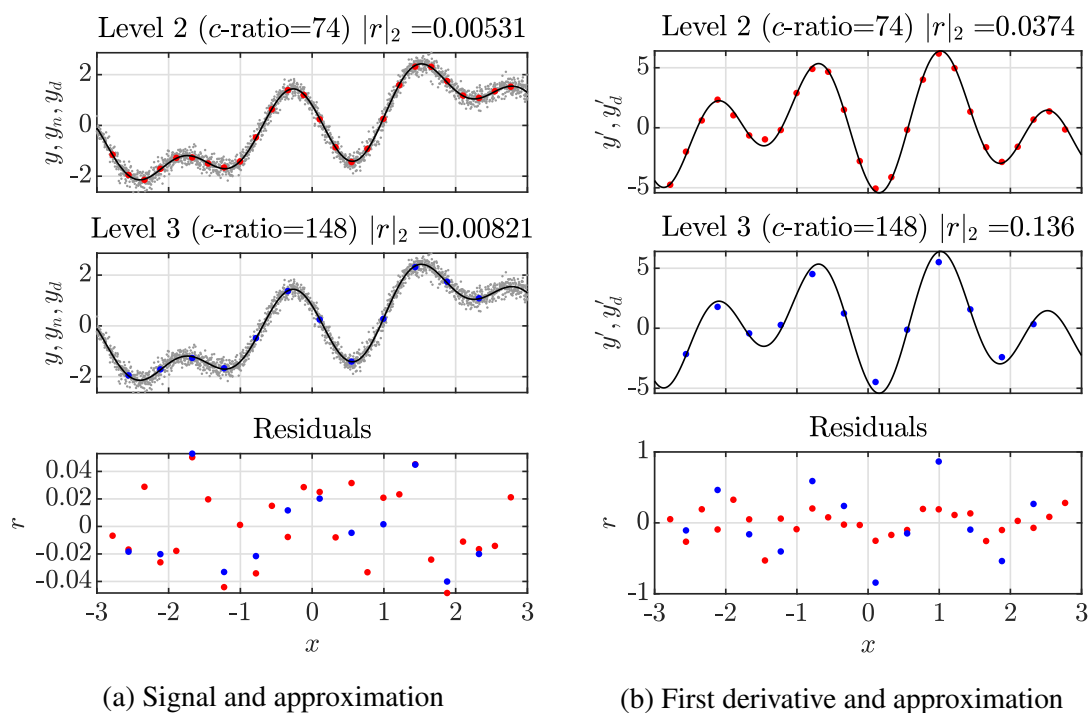 Level 2 (c-ratio=74) |r|₂ =0.00531
y, yₙ, y_d
2
0
-2
Level 3 (c-ratio=148) |r|₂ =0.00821
y, yₙ, y_d
2
0
-2
Residuals
r
0.04
0.02
0
-0.02
-0.04
-3 -2 -1 0 1 2 3
x
(a) Signal and approximation
Level 2 (c-ratio=74) |r|₂ =0.0374
y′, y′_d
5
0
-5
Level 3 (c-ratio=148) |r|₂ =0.136
y′, y′_d
5
0
-5
Residuals
r
1
0
-1
-3 -2 -1 0 1 2 3
x
(b) First derivative and approximation